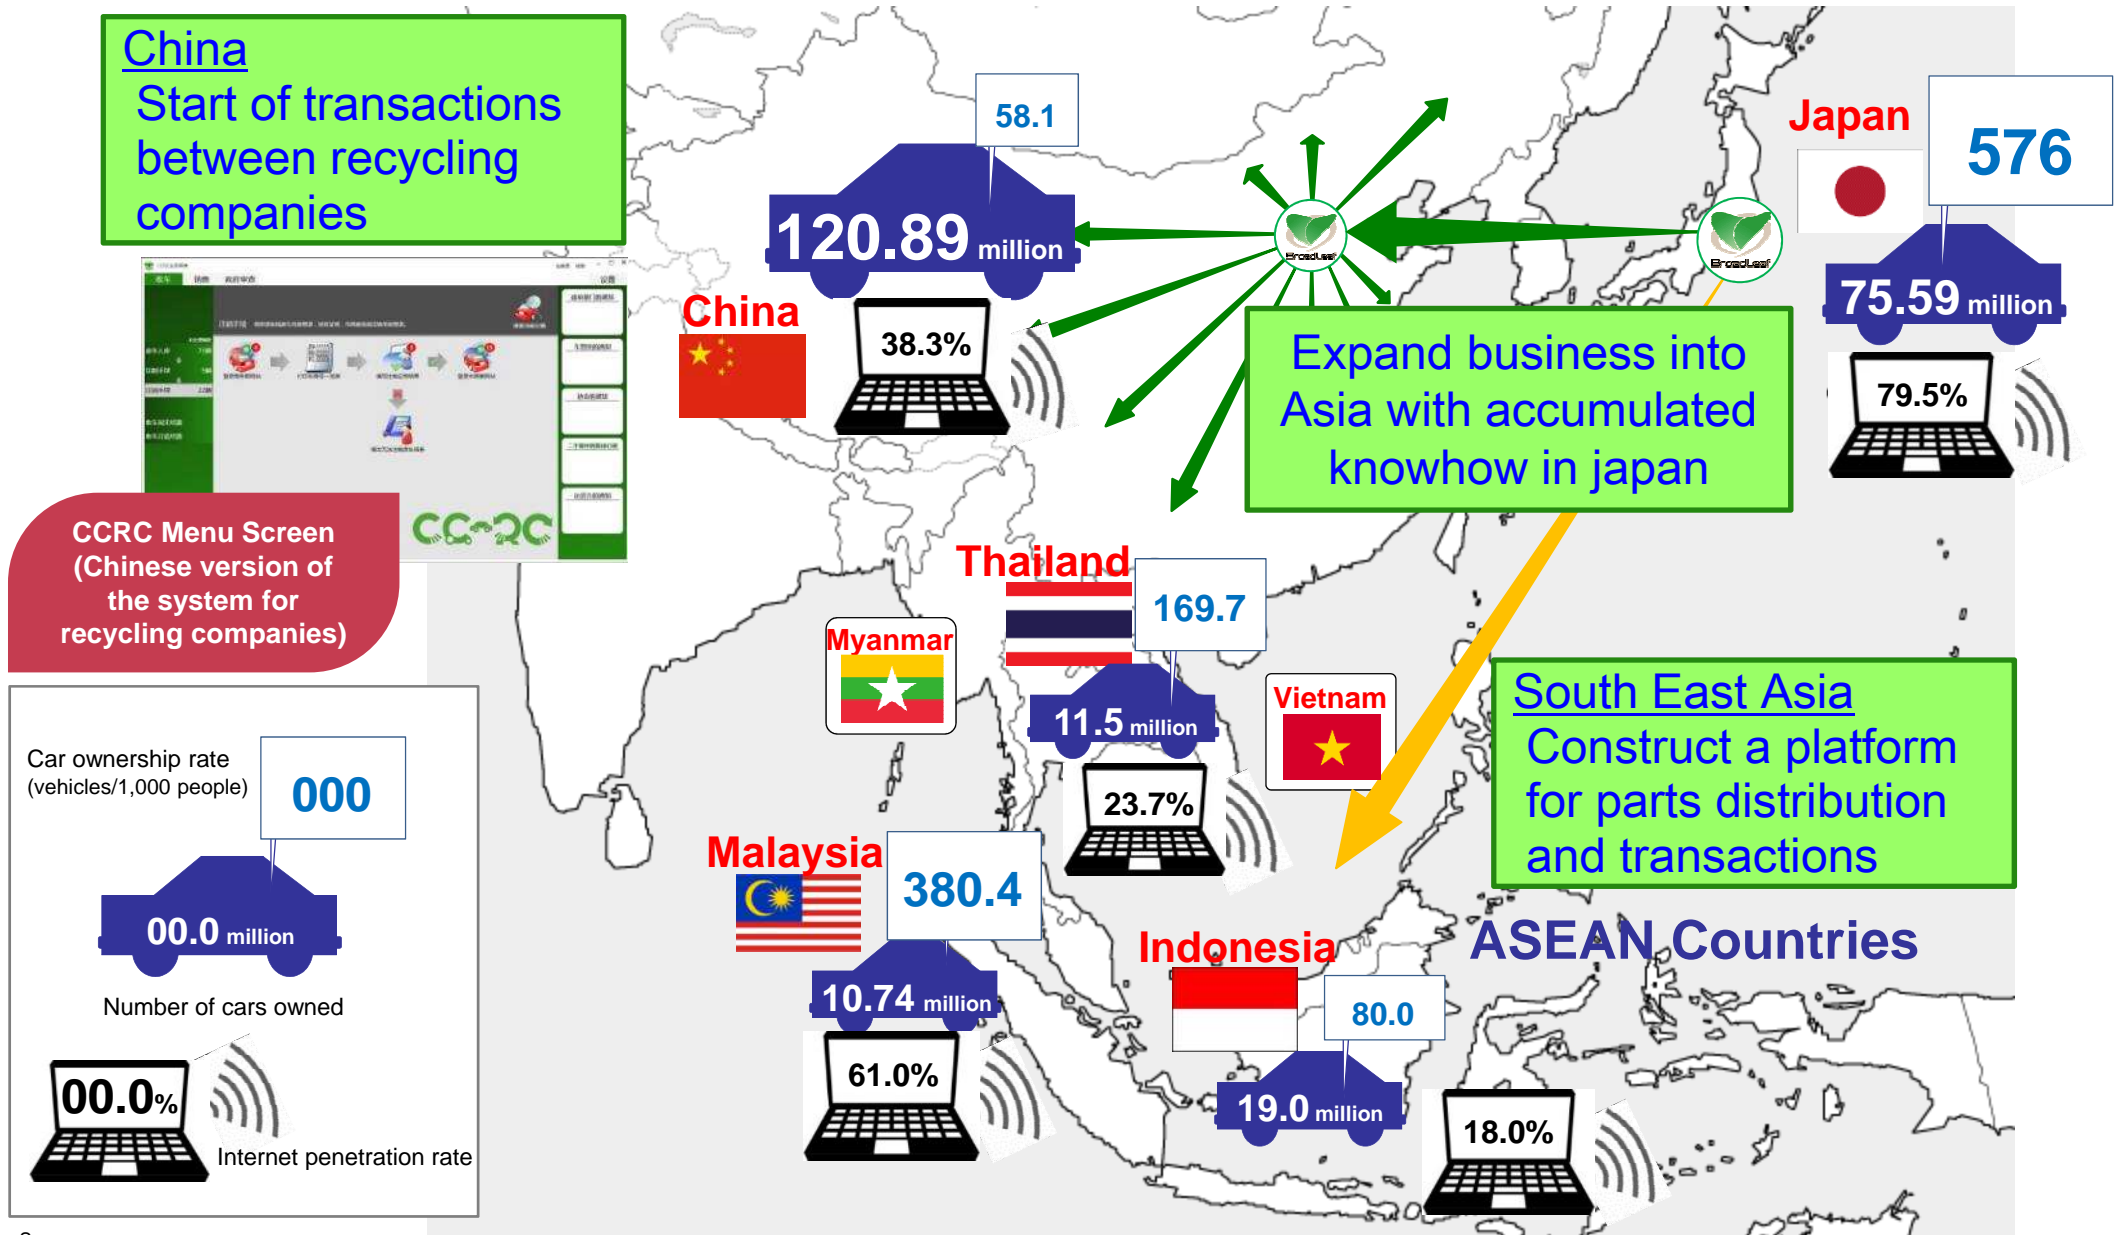 China
Start of transactions
between recycling
companies
58.1
120.89 million
China
38.3%
BroadLeaf
BroadLeaf
Japan
576
75.59 million
79.5%
Expand business into
Asia with accumulated
knowhow in japan
CCRC
CCRC Menu Screen
(Chinese version of
the system for
recycling companies)
Thailand
169.7
11.5 million
23.7%
Myanmar
Vietnam
South East Asia
Construct a platform
for parts distribution
and transactions
Malaysia
380.4
10.74 million
61.0%
ASEAN Countries
Indonesia
80.0
19.0 million
18.0%
Car ownership rate
(vehicles/1,000 people)
000
00.0 million
Number of cars owned
00.0%
Internet penetration rate